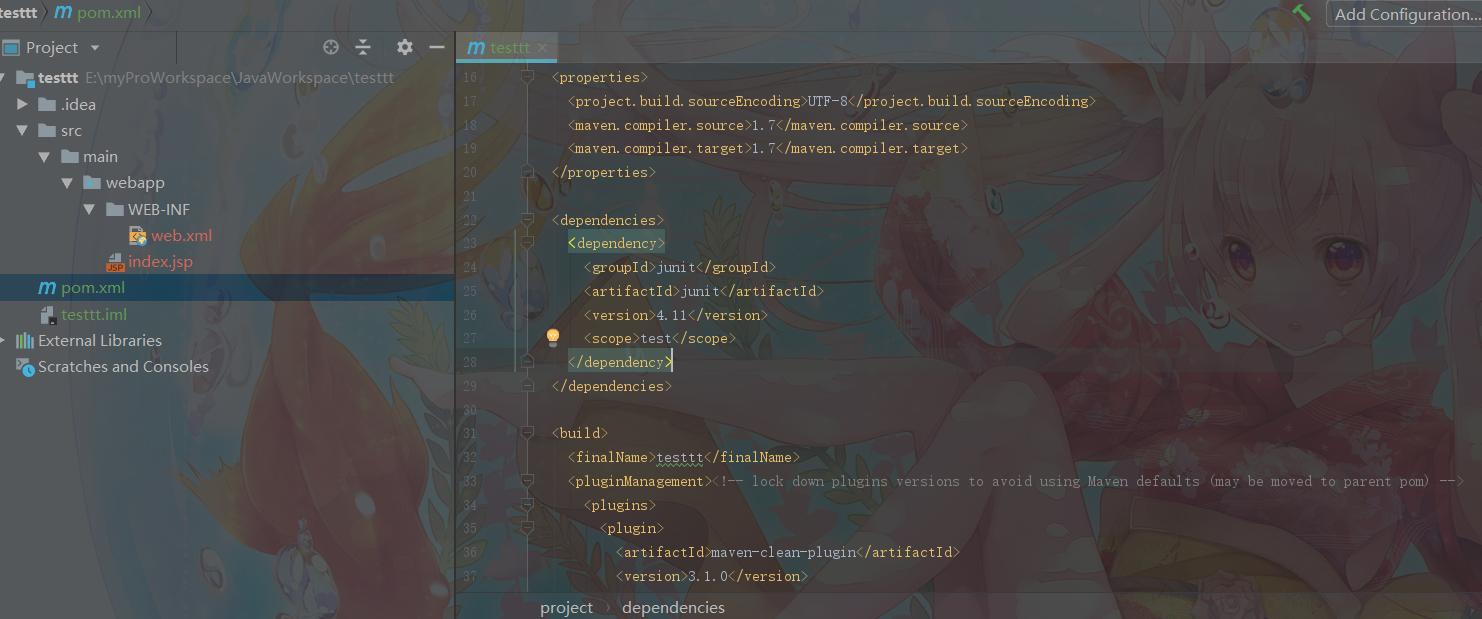 testtt m pom.xml
Add Configuration...
Project
testtt E:\myProWorkspace\JavaWorkspace\testtt
.idea
src
main
webapp
WEB-INF
web.xml
JSP index.jsp
m pom.xml
testtt.iml
External Libraries
Scratches and Consoles
m testtt
16 <properties>
17 <project.build.sourceEncoding>UTF-8</project.build.sourceEncoding>
18 <maven.compiler.source>1.7</maven.compiler.source>
19 <maven.compiler.target>1.7</maven.compiler.target>
20 </properties>
21
22 <dependencies>
23 <dependency>
24 <groupId>junit</groupId>
25 <artifactId>junit</artifactId>
26 <version>4.11</version>
27 <scope>test</scope>
28 </dependency>
29 </dependencies>
30
31 <build>
32 <finalName>testtt</finalName>
33 <pluginManagement><!-- lock down plugins versions to avoid using Maven defaults (may be moved to parent pom) -->
34 <plugins>
35 <plugin>
36 <artifactId>maven-clean-plugin</artifactId>
37 <version>3.1.0</version>
project › dependencies